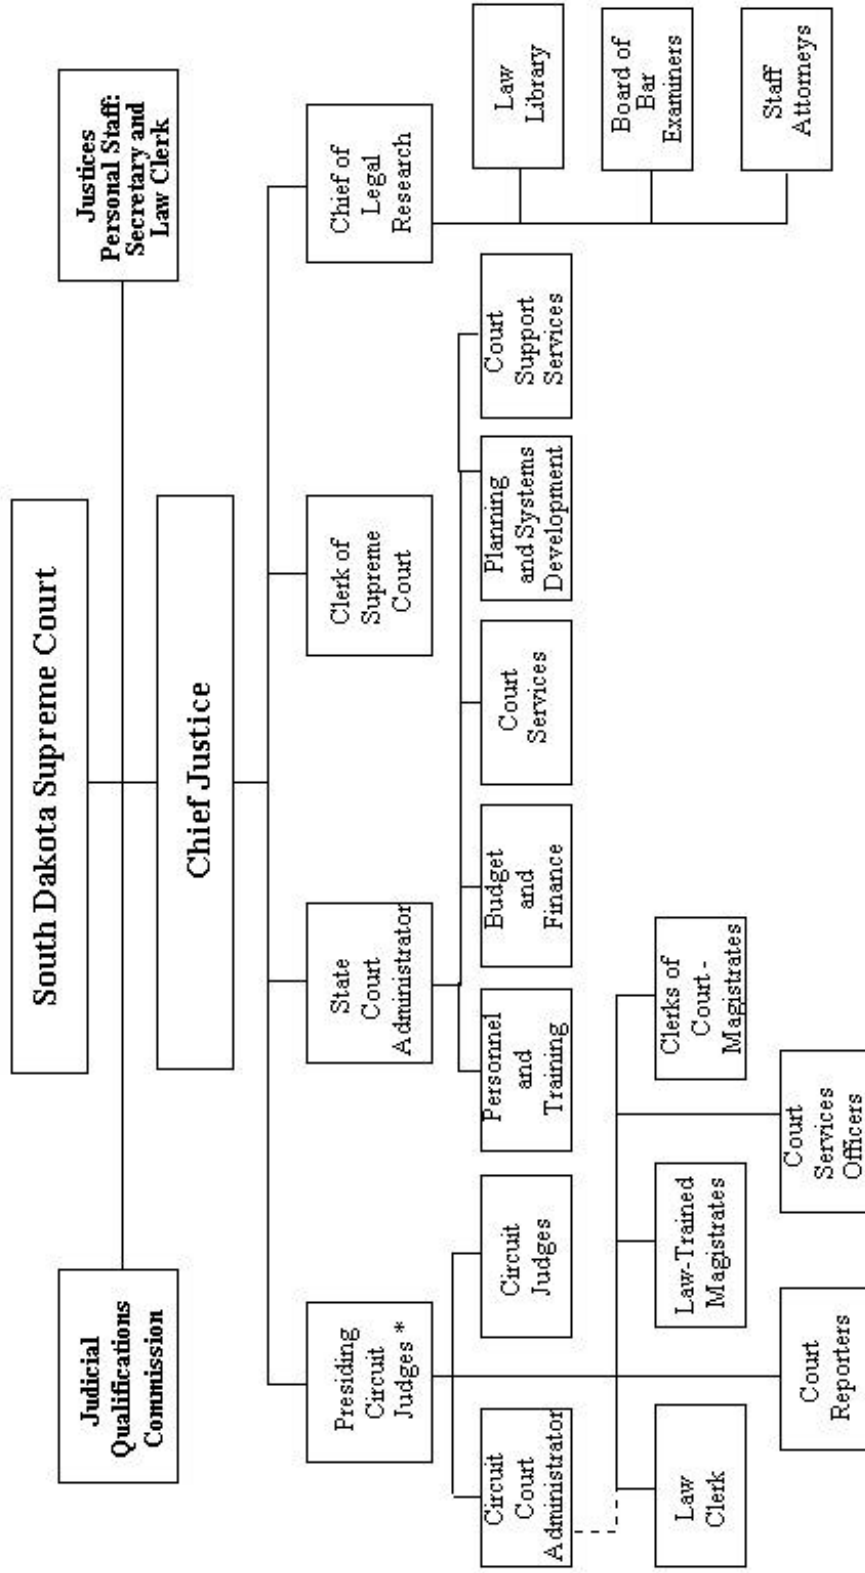 South Dakota Supreme Court
Judicial
Qualifications
Commission
Justices
Personal Staff:
Secretary and
Law Clerk
Chief Justice
Presiding
Circuit
Judges *
State
Court
Administrator
Clerk of
Supreme
Court
Chief of
Legal
Research
Circuit
Court
Administrator
Circuit
Judges
Personnel
and
Training
Budget
and
Finance
Court
Services
Planning
and Systems
Development
Court
Support
Services
Law
Library
Board of
Bar
Examiners
Staff
Attorneys
Law
Clerk
Law-Trained
Magistrates
Clerks of
Court -
Magistrates
Court
Reporters
Court
Services
Officers